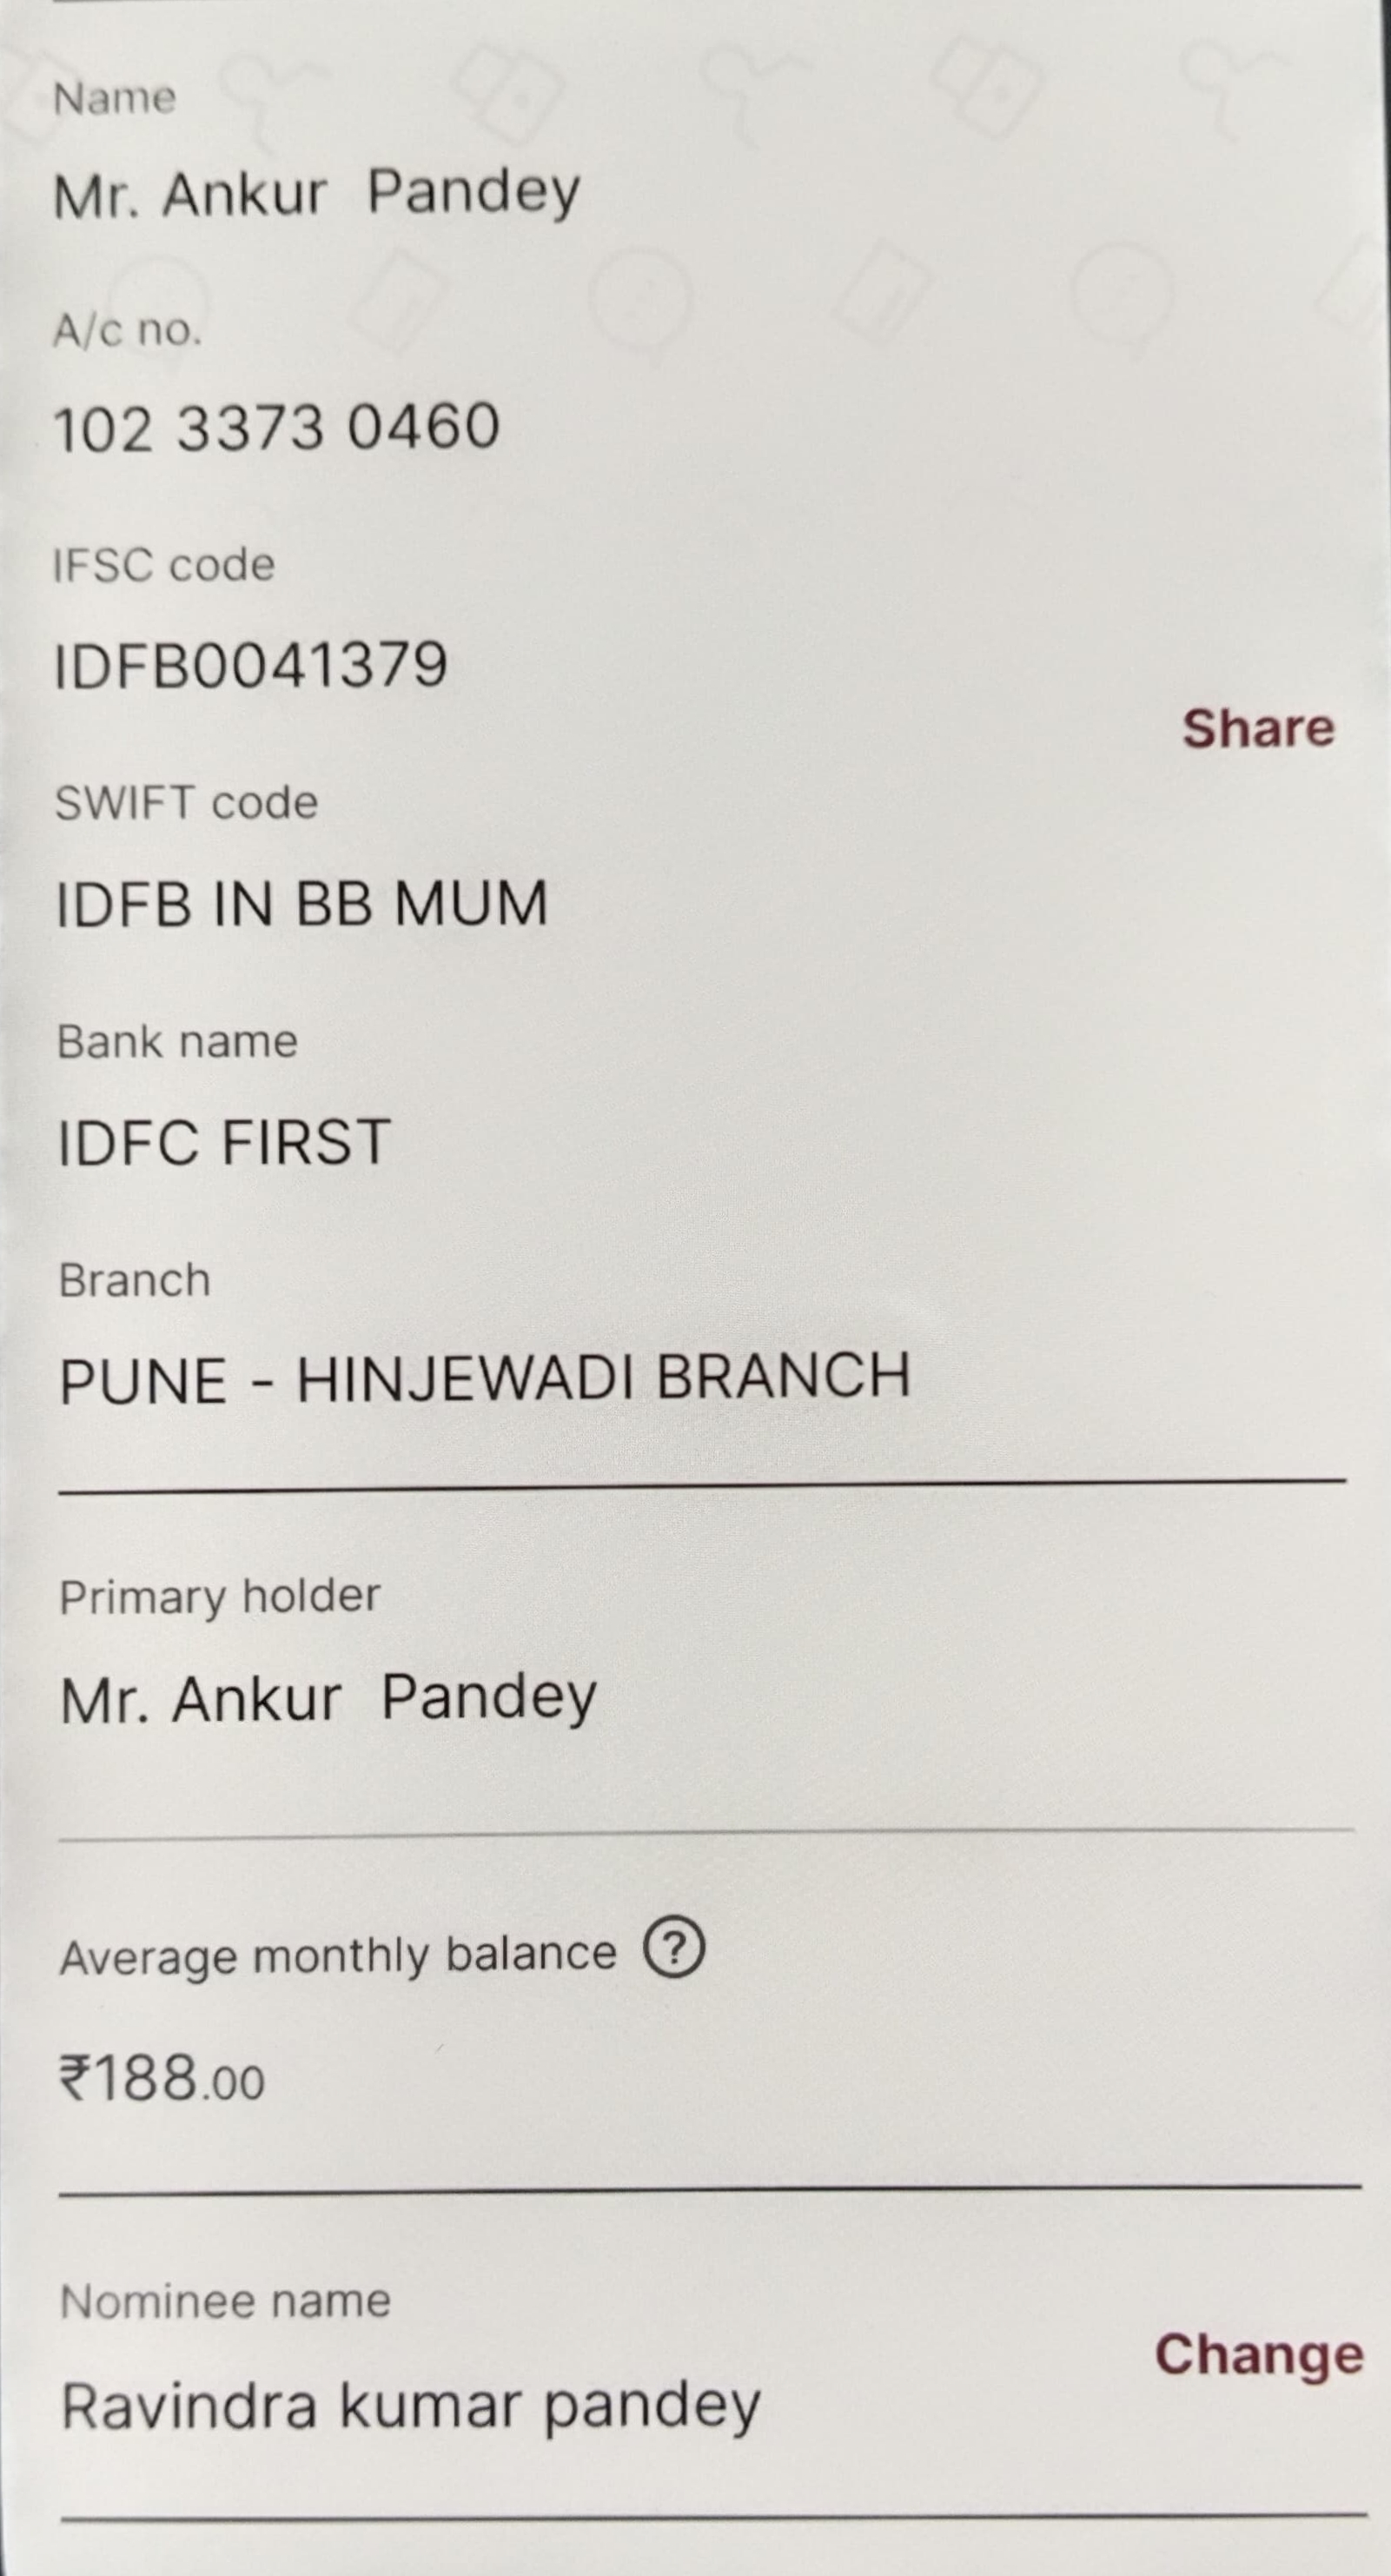 Name
Mr. Ankur  Pandey
A/c no.
102 3373 0460
IFSC code
IDFB0041379
Share
SWIFT code
IDFB IN BB MUM
Bank name
IDFC FIRST
Branch
PUNE - HINJEWADI BRANCH
Primary holder
Mr. Ankur  Pandey
Average monthly balance ?
₹188.00
Nominee name
Change
Ravindra kumar pandey